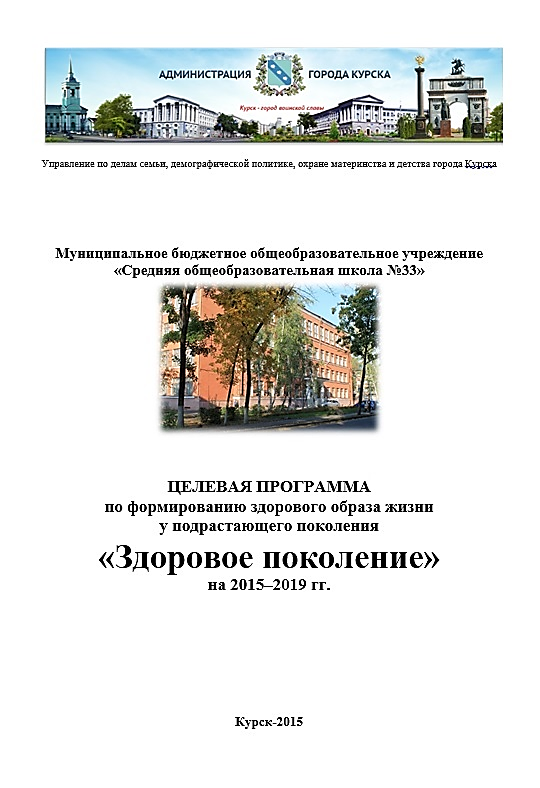 АДМИНИСТРАЦИЯ ГОРОДА КУРСКА
Курск - город воинской славы
Управление по делам семьи, демографической политике, охране материнства и детства города Курска
Муниципальное бюджетное общеобразовательное учреждение
«Средняя общеобразовательная школа №33»
ЦЕЛЕВАЯ ПРОГРАММА
по формированию здорового образа жизни
у подрастающего поколения
«Здоровое поколение»
на 2015–2019 гг.
Курск-2015